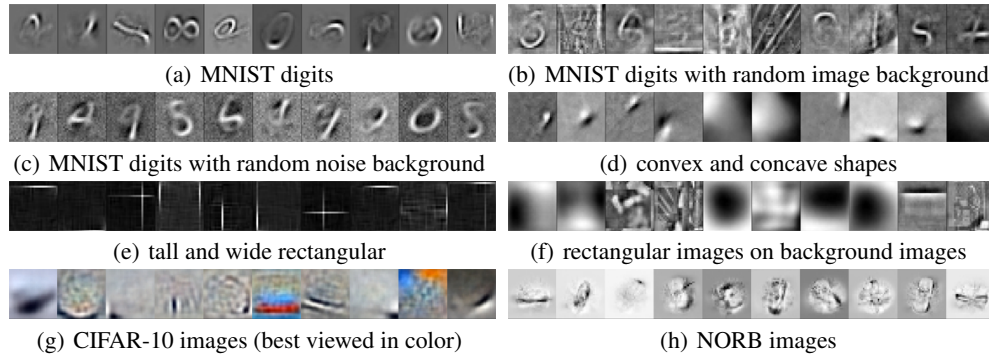 (a) MNIST digits
(b) MNIST digits with random image background
(c) MNIST digits with random noise background
(d) convex and concave shapes
(e) tall and wide rectangular
(f) rectangular images on background images
(g) CIFAR-10 images (best viewed in color)
(h) NORB images